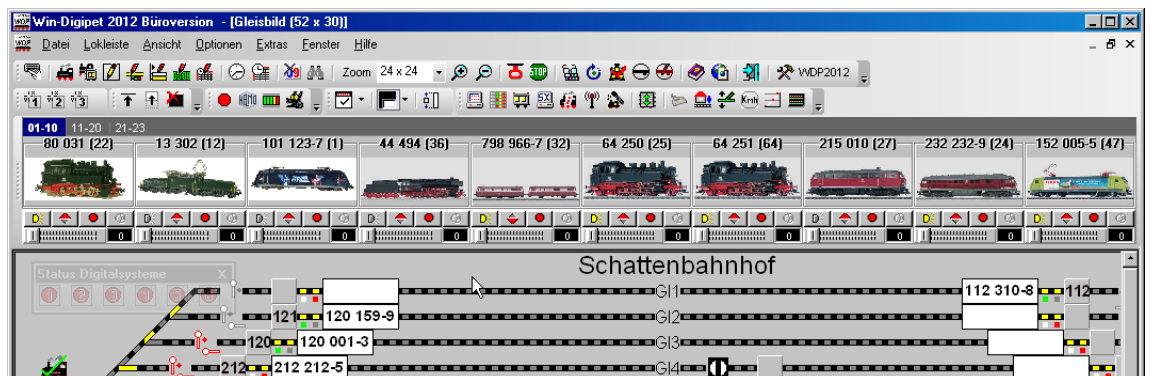 Win-Digipet 2012 Büroversion - [Gleisbild (52 x 30)]
Datei Lokleiste Ansicht Optionen Extras Fenster Hilfe
Zoom 24 x 24 STOP WDP2012
01-10 11-20 21-23
80 031 (22) 13 302 (12) 101 123-7 (1) 44 494 (36) 798 966-7 (32) 64 250 (25) 64 251 (64) 215 010 (27) 232 232-9 (24) 152 005-5 (47)
D: D: D: D: D: D: D: D: D: D:
0 0 0 0 0 0 0 0 0 0
Schattenbahnhof
Status Digitalsysteme X
Gl1 112 310-8 112
121 120 159-9 Gl2
120 120 001-3 Gl3
212 212 212-5 Gl4